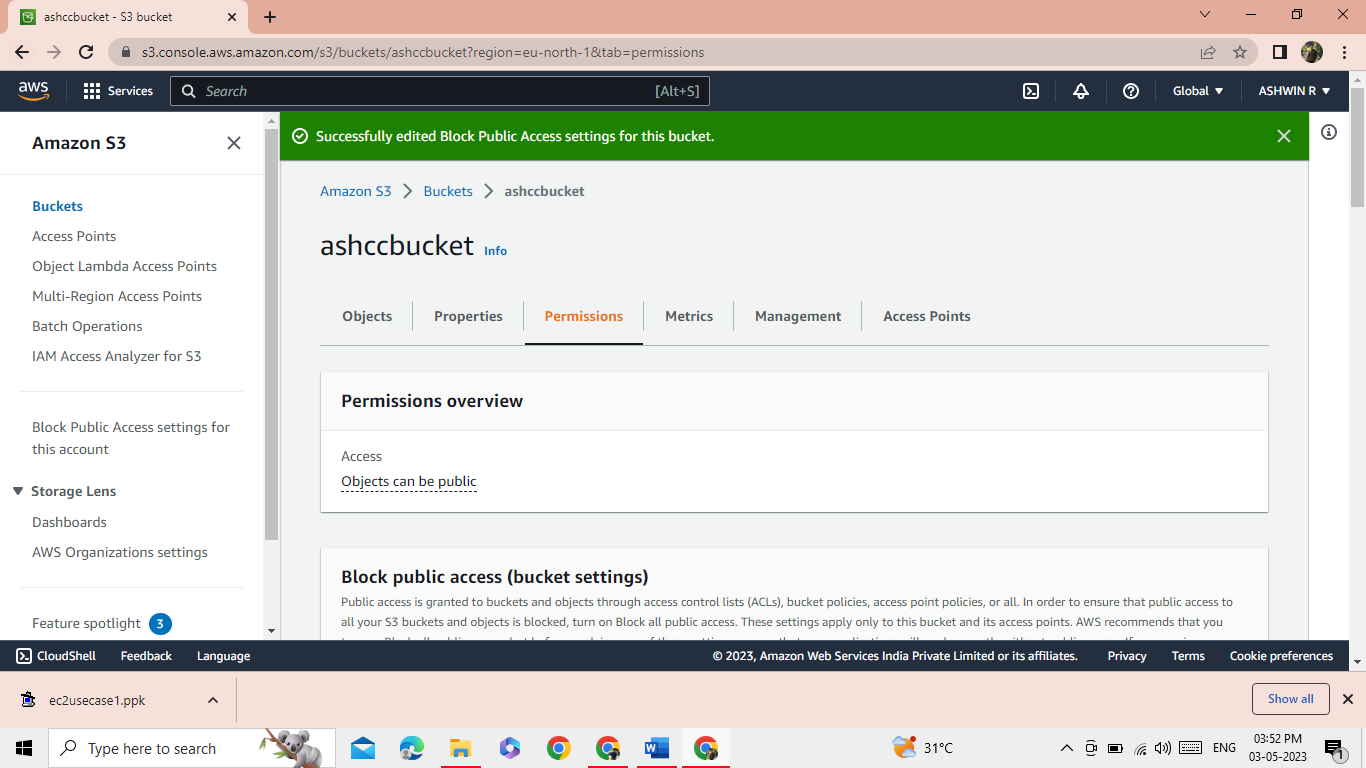 ashccbucket - S3 bucket
s3.console.aws.amazon.com/s3/buckets/ashccbucket?region=eu-north-1&tab=permissions
aws
Services
Search
[Alt+S]
Global
ASHWIN R
Amazon S3
Buckets
Access Points
Object Lambda Access Points
Multi-Region Access Points
Batch Operations
IAM Access Analyzer for S3
Block Public Access settings for
this account
Storage Lens
Dashboards
AWS Organizations settings
Feature spotlight 3
Successfully edited Block Public Access settings for this bucket.
Amazon S3 > Buckets > ashccbucket
ashccbucket Info
Objects
Properties
Permissions
Metrics
Management
Access Points
Permissions overview
Access
Objects can be public
Block public access (bucket settings)
Public access is granted to buckets and objects through access control lists (ACLs), bucket policies, access point policies, or all. In order to ensure that public access to
all your S3 buckets and objects is blocked, turn on Block all public access. These settings apply only to this bucket and its access points. AWS recommends that you
CloudShell
Feedback
Language
© 2023, Amazon Web Services India Private Limited or its affiliates.
Privacy
Terms
Cookie preferences
ec2usecase1.ppk
Show all
Type here to search
31°C
ENG
03:52 PM
03-05-2023
1